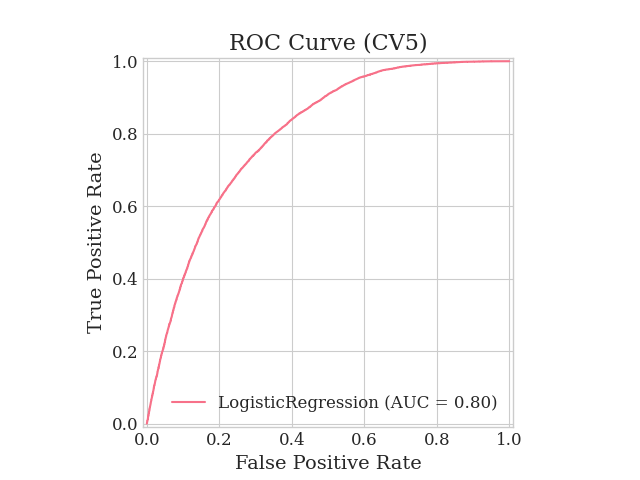 ROC Curve (CV5)
True Positive Rate
1.0
0.8
0.6
0.4
0.2
0.0
LogisticRegression (AUC = 0.80)
0.0 0.2 0.4 0.6 0.8 1.0
False Positive Rate